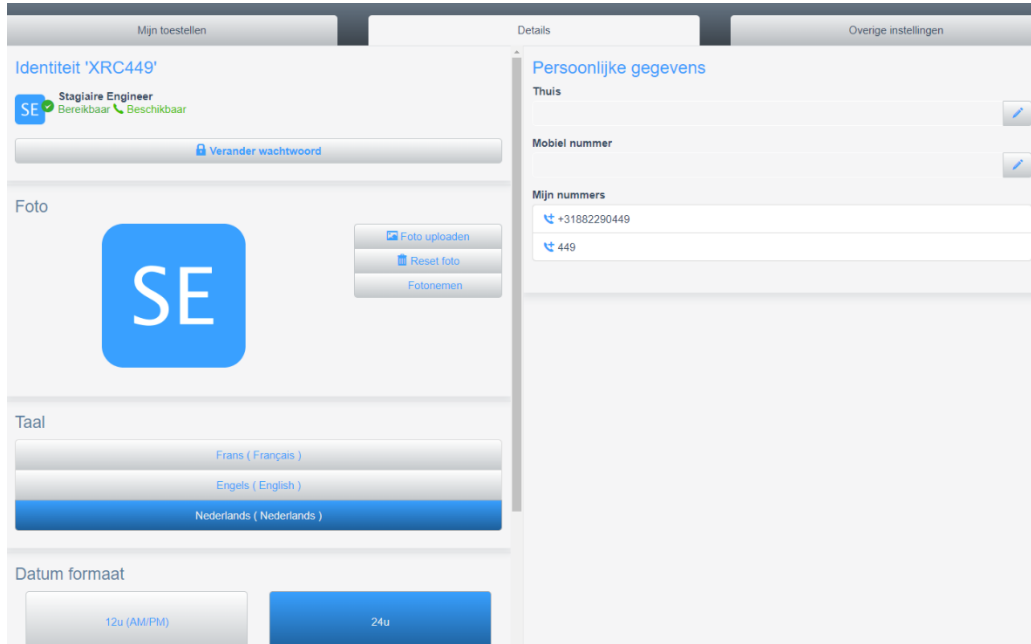 Mijn toestellen
Details
Overige instellingen
Identiteit 'XRC449'
SE
Stagiaire Engineer
Bereikbaar Beschikbaar
Verander wachtwoord
Foto
SE
Foto uploaden
Reset foto
Fotonemen
Taal
Frans ( Français )
Engels ( English )
Nederlands ( Nederlands )
Datum formaat
12u (AM/PM)
24u
Persoonlijke gegevens
Thuis
Mobiel nummer
Mijn nummers
+31882290449
449